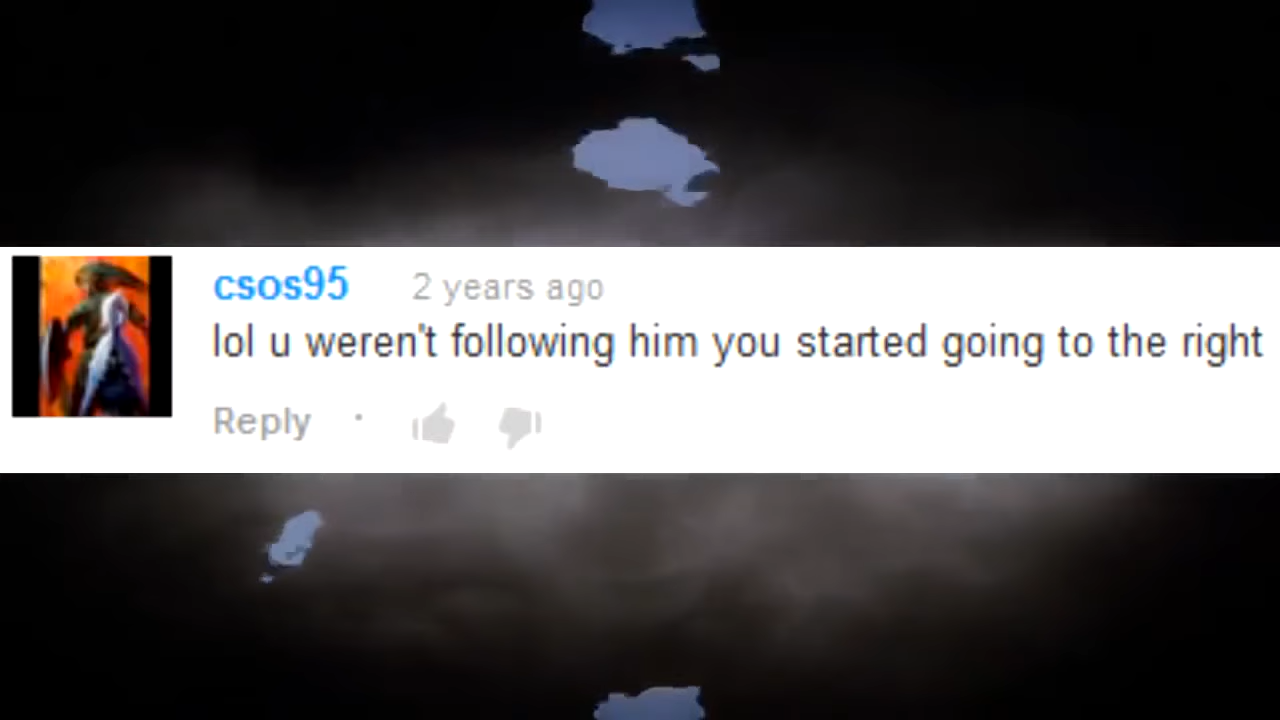 csos95 2 years ago
lol u weren't following him you started going to the right
Reply ·